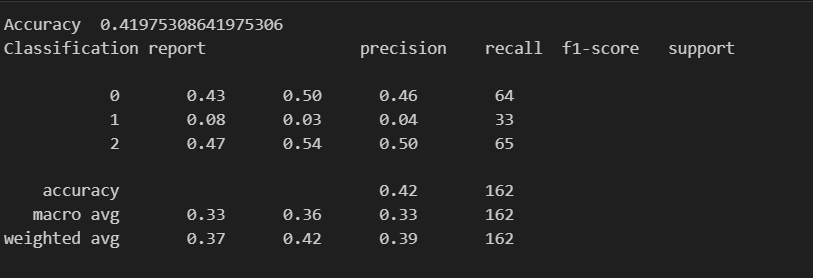 Accuracy  0.41975308641975306
Classification report                precision    recall  f1-score   support

           0       0.43      0.50      0.46        64
           1       0.08      0.03      0.04        33
           2       0.47      0.54      0.50        65

    accuracy                           0.42       162
   macro avg       0.33      0.36      0.33       162
weighted avg       0.37      0.42      0.39       162